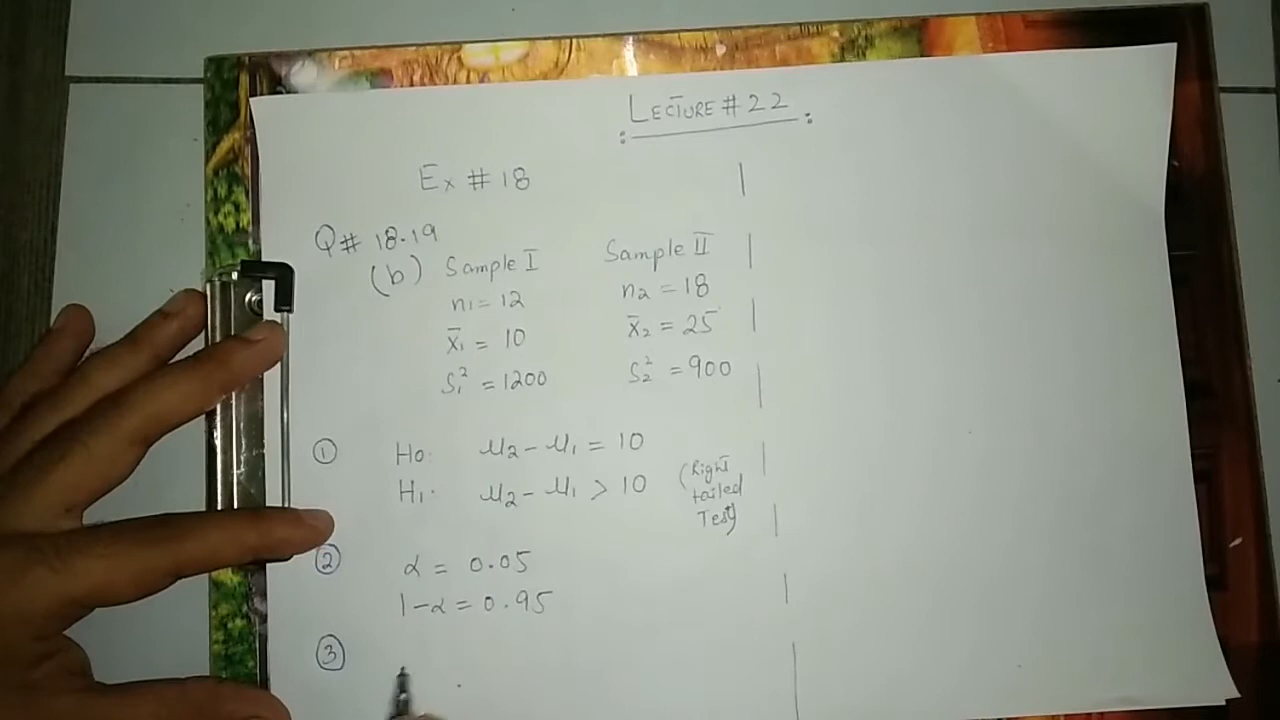 LECTURE # 22
Ex # 18
Q# 18.19
(b) Sample I Sample II
n₁ = 12 n₂ = 18
x̄₁ = 10 x̄₂ = 25
S₁² = 1200 S₂² = 900
① H₀: μ₂ - μ₁ = 10
H₁: μ₂ - μ₁ > 10 (Right tailed Test)
② α = 0.05
1-α = 0.95
③